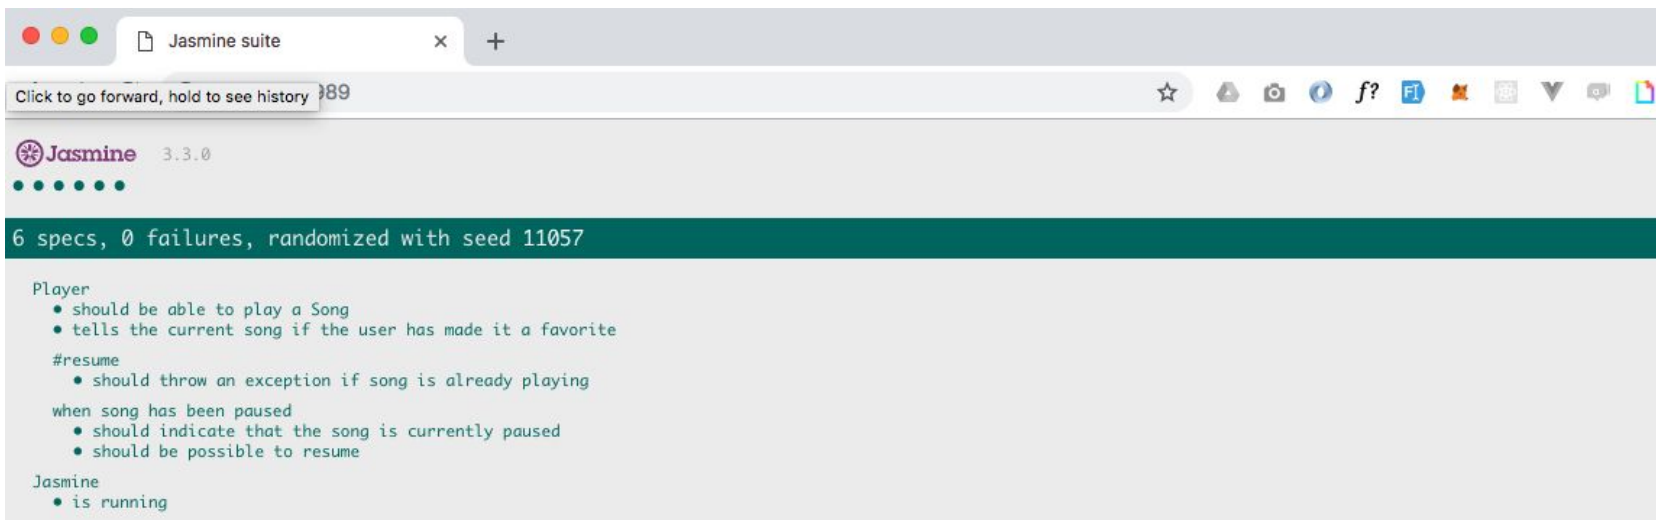 Jasmine suite
Click to go forward, hold to see history
989
f?
Jasmine 3.3.0
6 specs, 0 failures, randomized with seed 11057
Player
• should be able to play a Song
• tells the current song if the user has made it a favorite
#resume
• should throw an exception if song is already playing
when song has been paused
• should indicate that the song is currently paused
• should be possible to resume
Jasmine
• is running